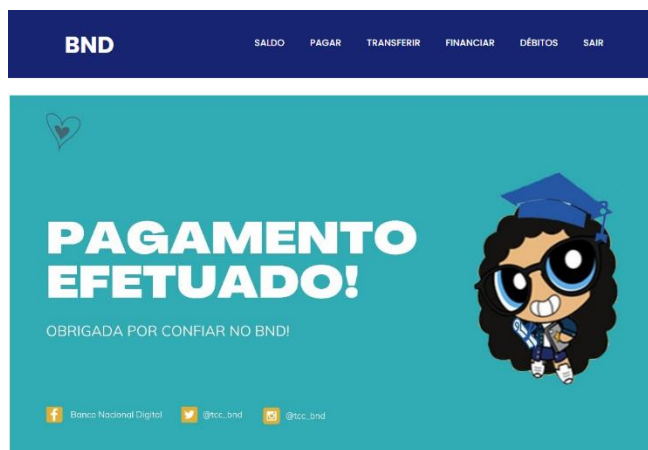 BND
SALDO PAGAR TRANSFERIR FINANCIAR DÉBITOS SAIR
PAGAMENTO
EFETUADO!
OBRIGADA POR CONFIAR NO BND!
Banco Nacional Digital @tcc_bnd @tcc_bnd